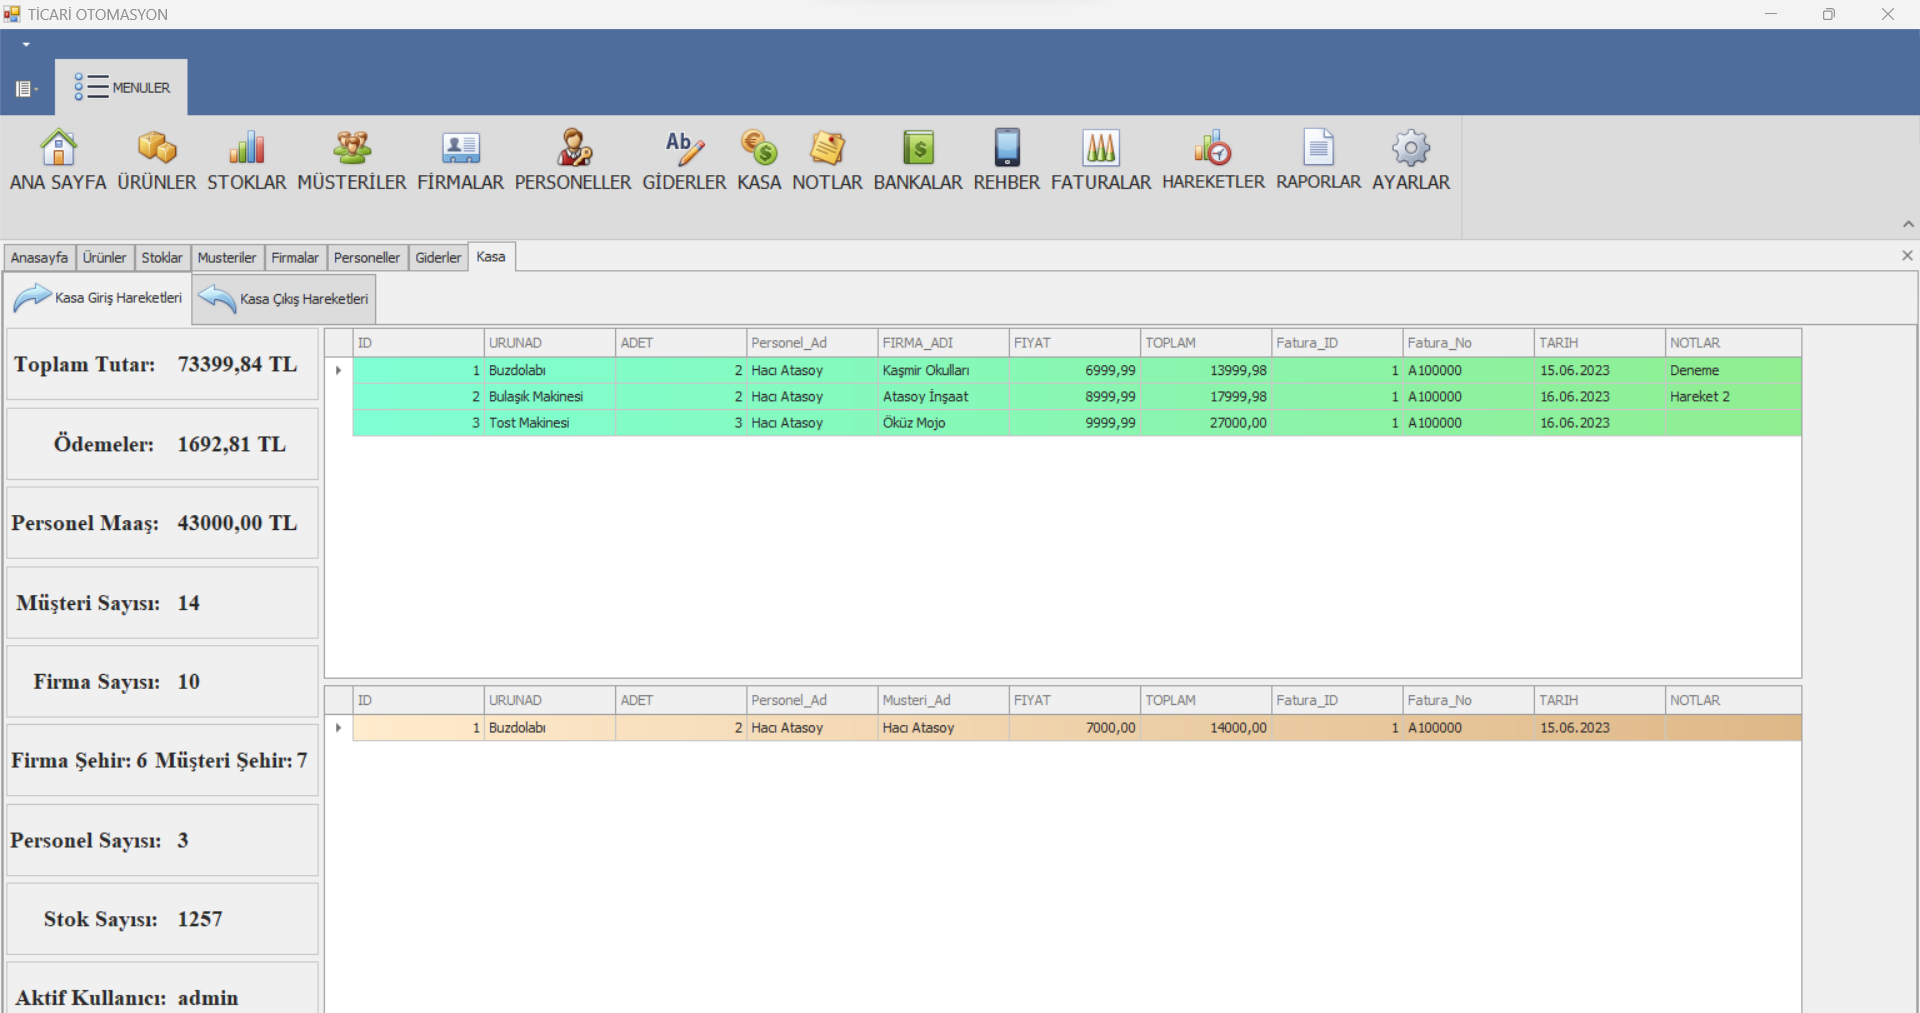 TİCARİ OTOMASYON
MENULER
ANA SAYFA ÜRÜNLER STOKLAR MÜSTERİLER FİRMALAR PERSONELLER GİDERLER KASA NOTLAR BANKALAR REHBER FATURALAR HAREKETLER RAPORLAR AYARLAR
Anasayfa Ürünler Stoklar Musteriler Firmalar Personeller Giderler Kasa
Kasa Giriş Hareketleri Kasa Çıkış Hareketleri
Toplam Tutar: 73399,84 TL
Ödemeler: 1692,81 TL
Personel Maaş: 43000,00 TL
Müşteri Sayısı: 14
Firma Sayısı: 10
Firma Şehir: 6 Müşteri Şehir: 7
Personel Sayısı: 3
Stok Sayısı: 1257
Aktif Kullanıcı: admin
ID URUNAD ADET Personel_Ad FIRMA_ADI FIYAT TOPLAM Fatura_ID Fatura_No TARIH NOTLAR
1 Buzdolabı 2 Hacı Atasoy Kaşmir Okulları 6999,99 13999,98 1 A100000 15.06.2023 Deneme
2 Bulaşık Makinesi 2 Hacı Atasoy Atasoy İnşaat 8999,99 17999,98 1 A100000 16.06.2023 Hareket 2
3 Tost Makinesi 3 Hacı Atasoy Öküz Mojo 9999,99 27000,00 1 A100000 16.06.2023
ID URUNAD ADET Personel_Ad Musteri_Ad FIYAT TOPLAM Fatura_ID Fatura_No TARIH NOTLAR
1 Buzdolabı 2 Hacı Atasoy Hacı Atasoy 7000,00 14000,00 1 A100000 15.06.2023